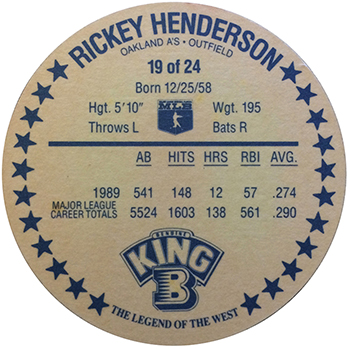 RICKEY HENDERSON
OAKLAND A'S • OUTFIELD
19 of 24
Born 12/25/58
Hgt. 5'10" Wgt. 195
Throws L Bats R
AB HITS HRS RBI AVG.
1989 541 148 12 57 .274
MAJOR LEAGUE
CAREER TOTALS 5524 1603 138 561 .290
GENUINE
KING
B
THE LEGEND OF THE WEST